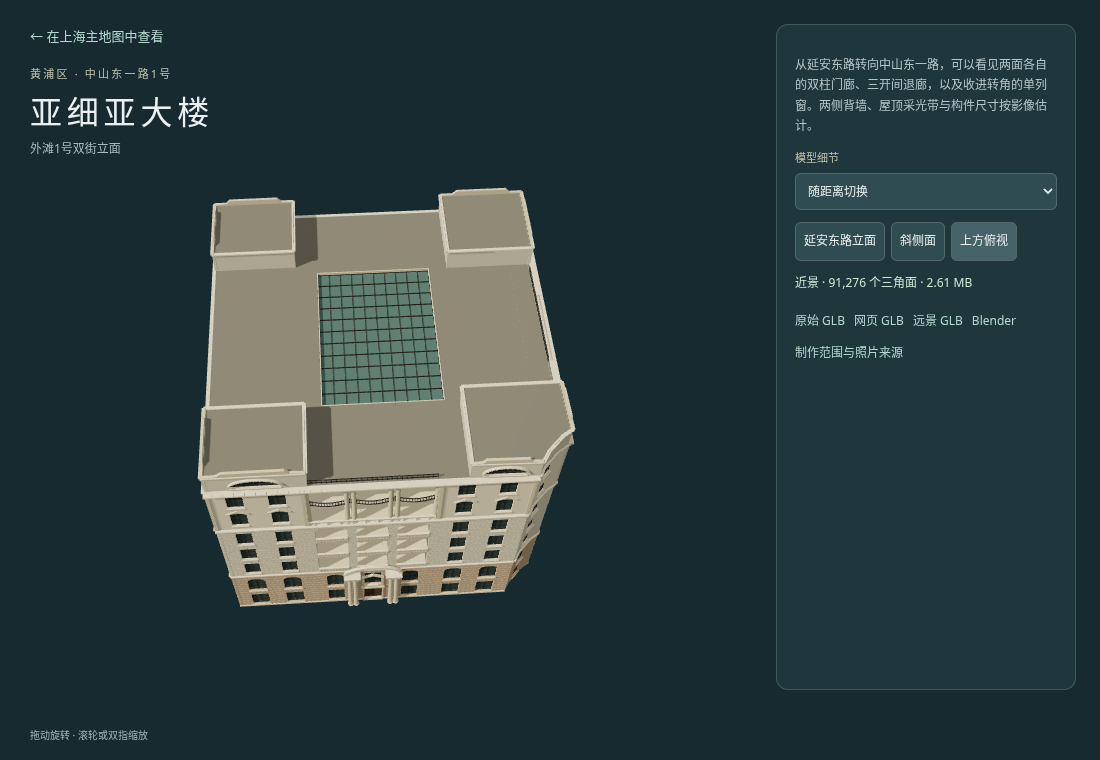 ← 在上海主地图中查看
黄浦区 · 中山东一路1号
亚细亚大楼
外滩1号双街立面
从延安东路转向中山东一路，可以看见两面各自
的双柱门廊、三开间退廊，以及收进转角的单列
窗。两侧背墙、屋顶采光带与构件尺寸按影像估
计。
模型细节
随距离切换
延安东路立面 斜侧面 上方俯视
近景 · 91,276 个三角面 · 2.61 MB
原始 GLB 网页 GLB 远景 GLB Blender
制作范围与照片来源
拖动旋转 · 滚轮或双指缩放